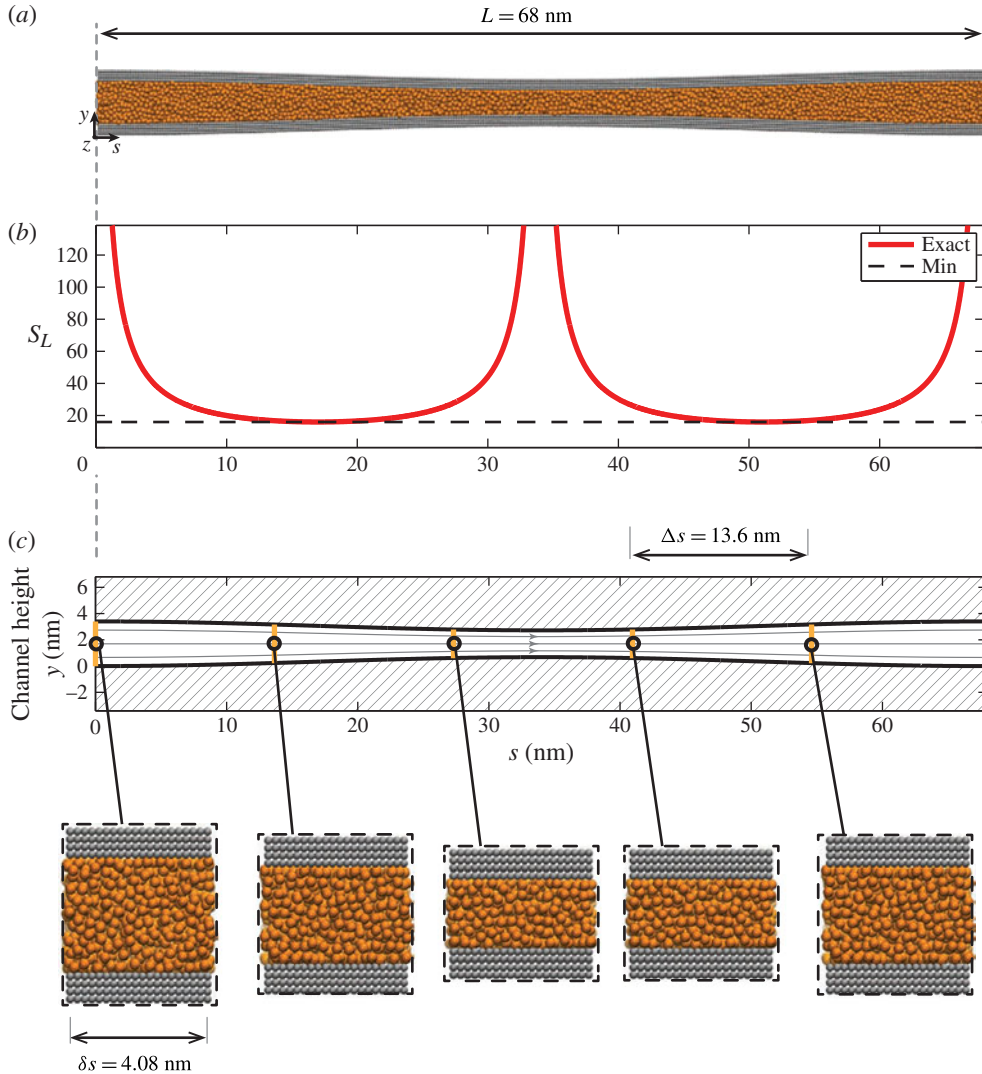 (a)
L = 68 nm
y
z s
(b)
Exact
Min
120
100
80
S_L
60
40
20
0 10 20 30 40 50 60
(c)
Δs = 13.6 nm
Channel height
y (nm)
6
4
2
0
−2
0 10 20 30 40 50 60
s (nm)
δs = 4.08 nm